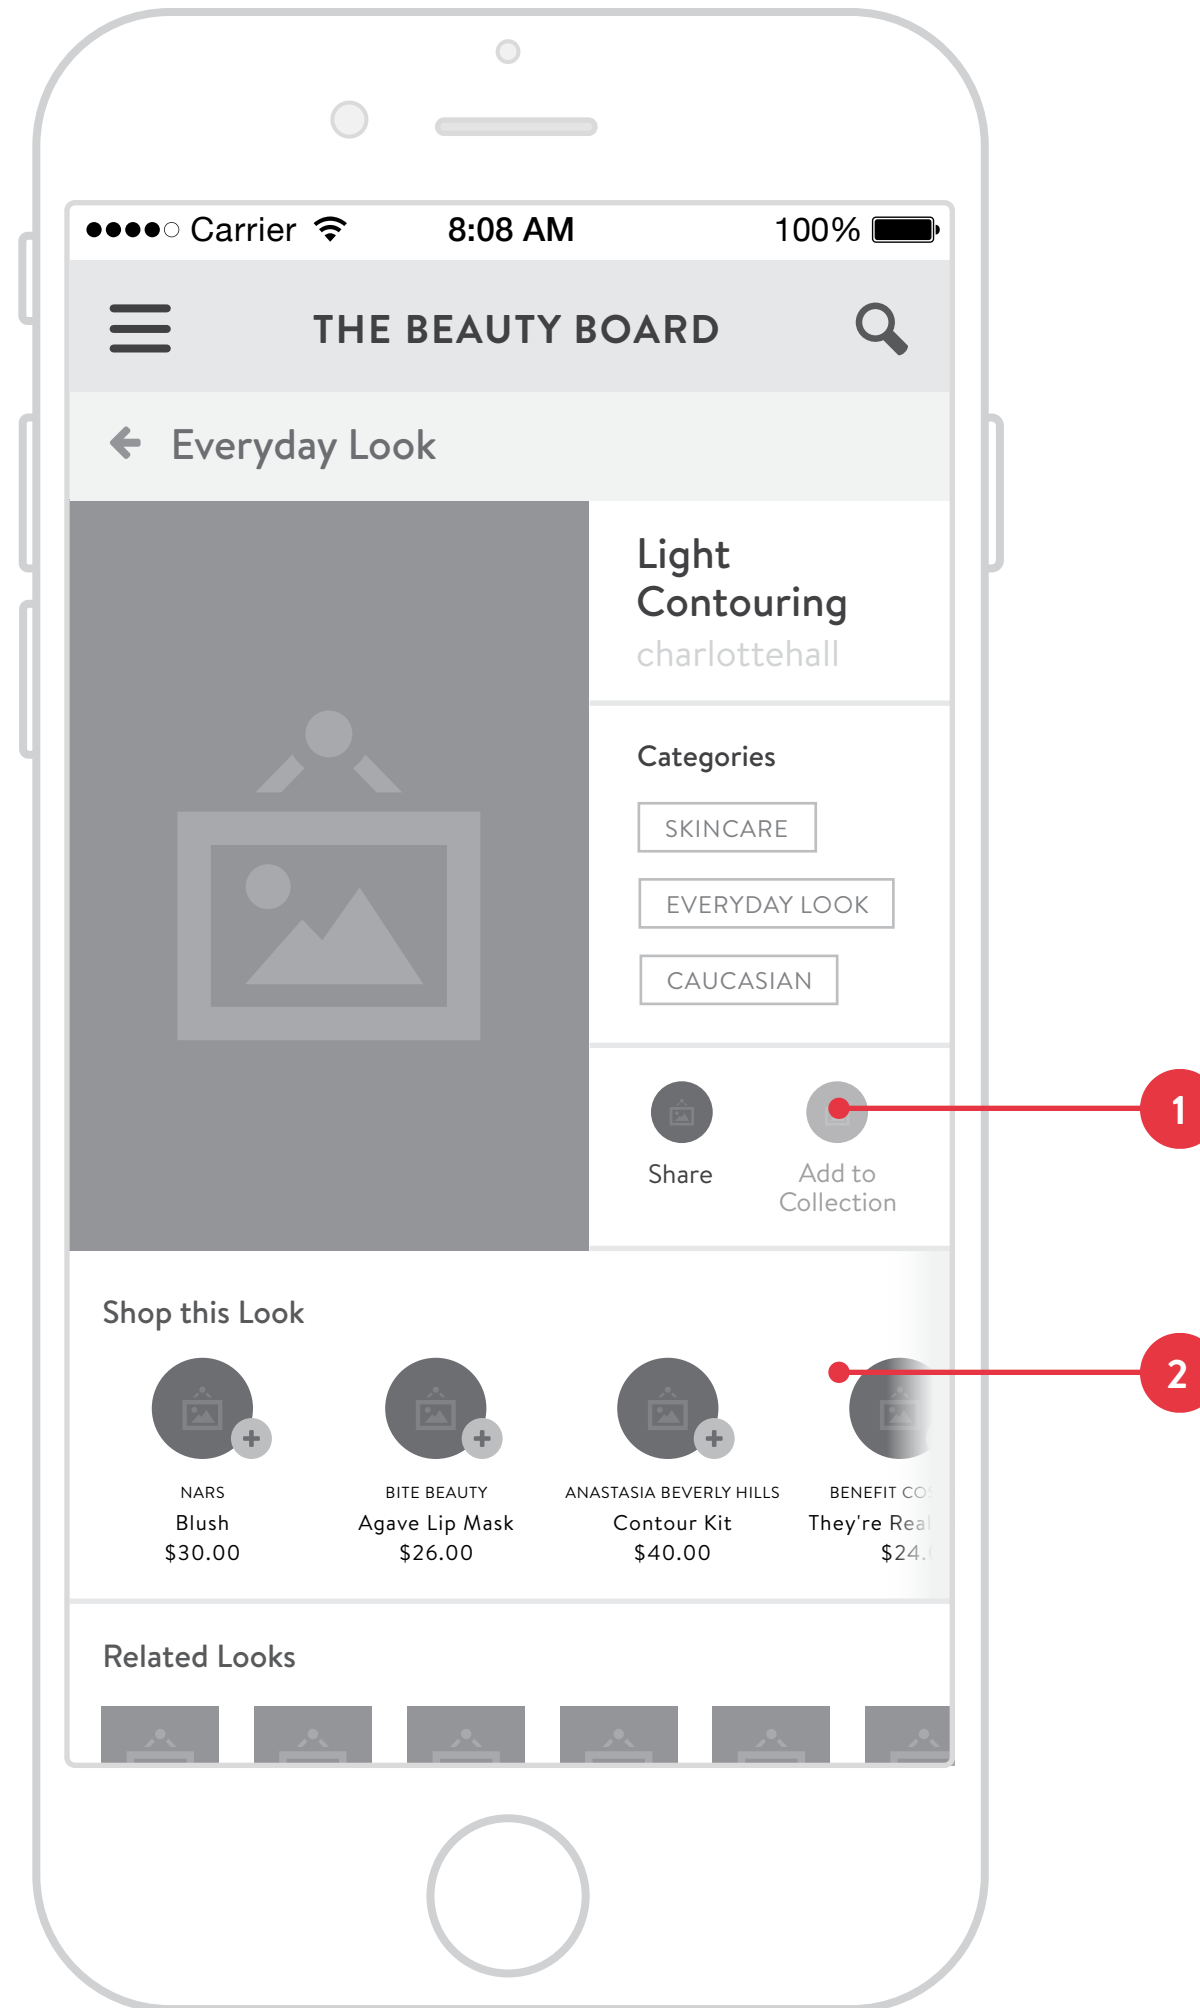 Carrier 8:08 AM 100%
THE BEAUTY BOARD
Everyday Look
Light
Contouring
charlottehall
Categories
SKINCARE
EVERYDAY LOOK
CAUCASIAN
1
Share
Add to
Collection
Shop this Look
2
NARS
Blush
$30.00
BITE BEAUTY
Agave Lip Mask
$26.00
ANASTASIA BEVERLY HILLS
Contour Kit
$40.00
BENEFIT
They're Real
$24.
Related Looks